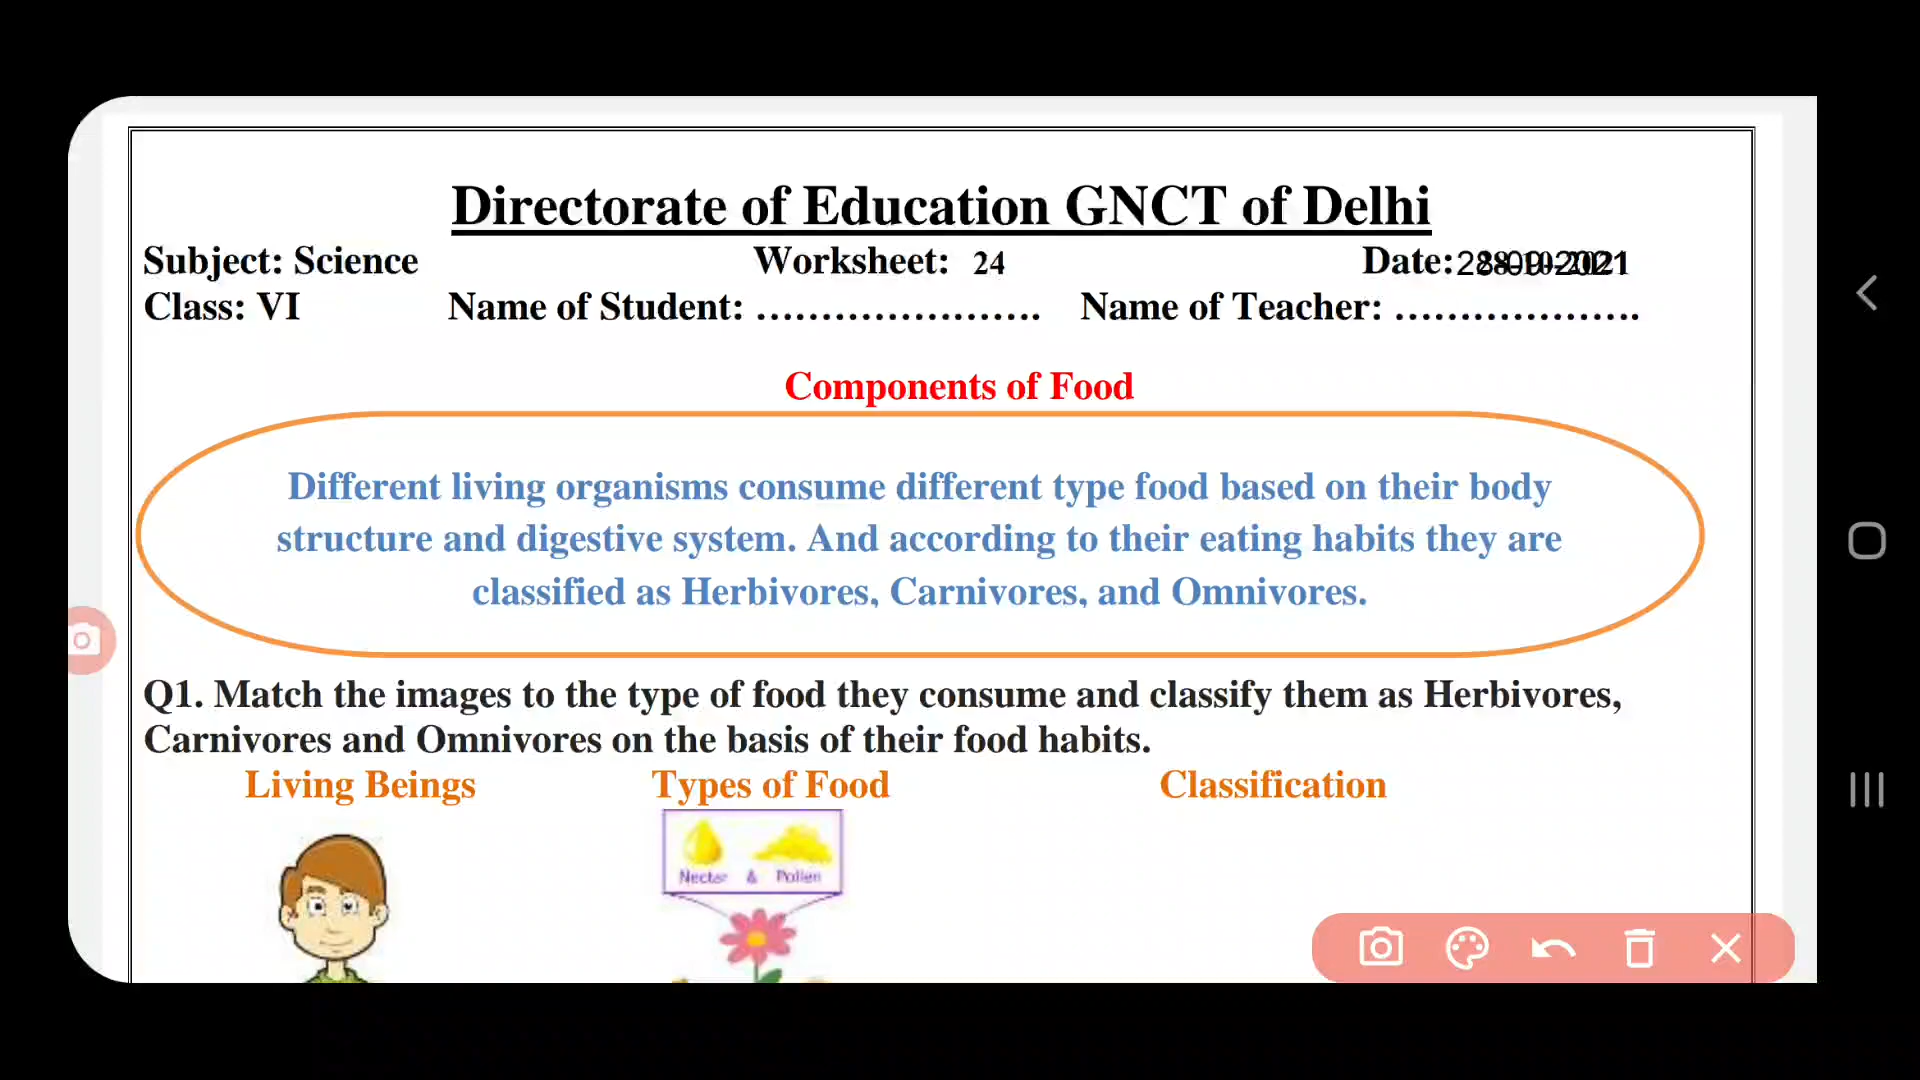 Directorate of Education GNCT of Delhi
Subject: Science Worksheet: 24 Date:
Class: VI Name of Student: ...................... Name of Teacher: ...................
Components of Food
Different living organisms consume different type food based on their body
structure and digestive system. And according to their eating habits they are
classified as Herbivores, Carnivores, and Omnivores.
Q1. Match the images to the type of food they consume and classify them as Herbivores,
Carnivores and Omnivores on the basis of their food habits.
Living Beings Types of Food Classification
Nectar & Pollen